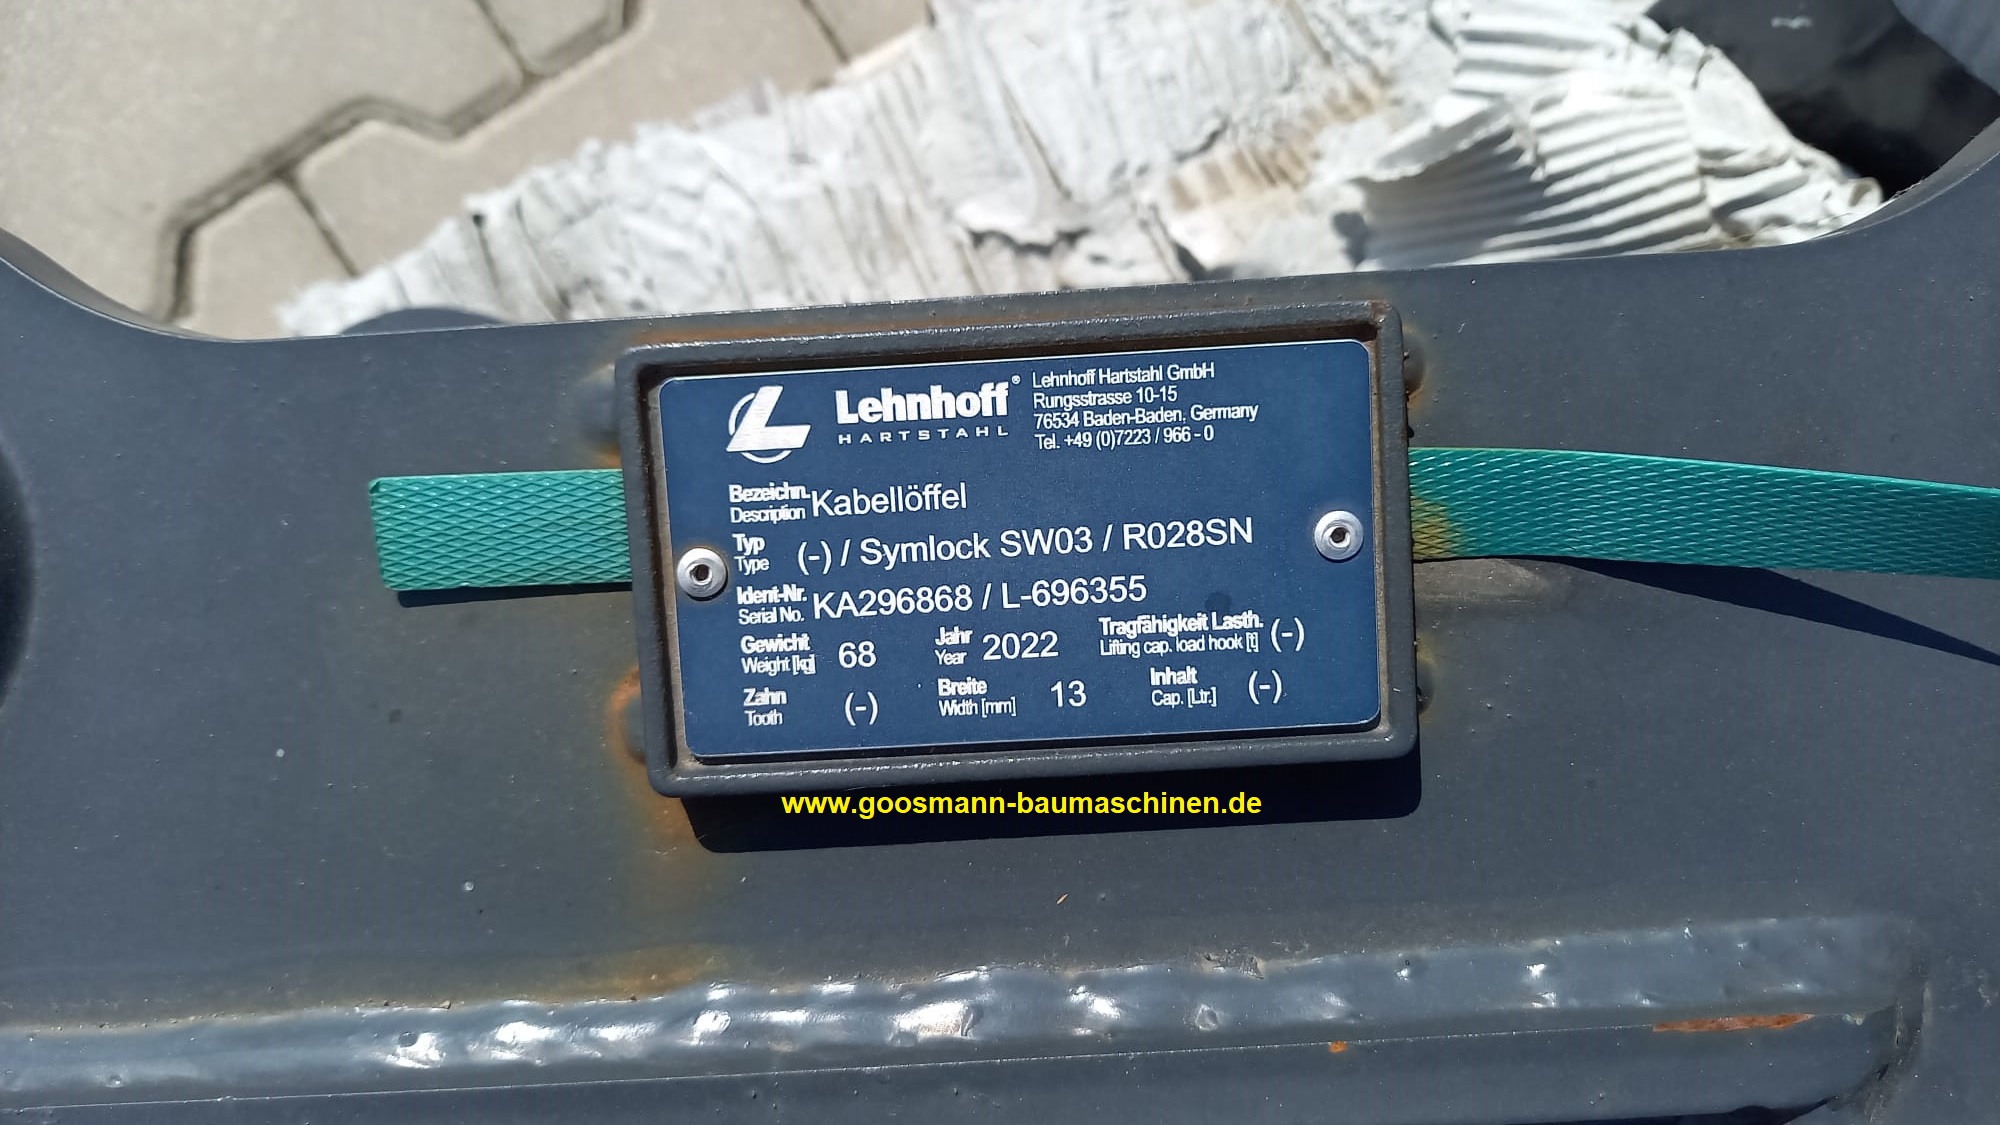 Lehnhoff®
HARTSTAHL
Lehnhoff Hartstahl GmbH
Rungsstrasse 10-15
76534 Baden-Baden, Germany
Tel. +49 (0)7223 / 966 - 0
Bezeichn.
Description
Kabellöffel
Typ
Type
(-) / Symlock SW03 / R028SN
Ident-Nr.
Serial No.
KA296868 / L-696355
Gewicht
Weight [kg]
68
Jahr
Year
2022
Tragfähigkeit Lasth.
Lifting cap. load hook [t]
(-)
Zahn
Tooth
(-)
Breite
Width [mm]
13
Inhalt
Cap. [Ltr.]
(-)
www.goosmann-baumaschinen.de